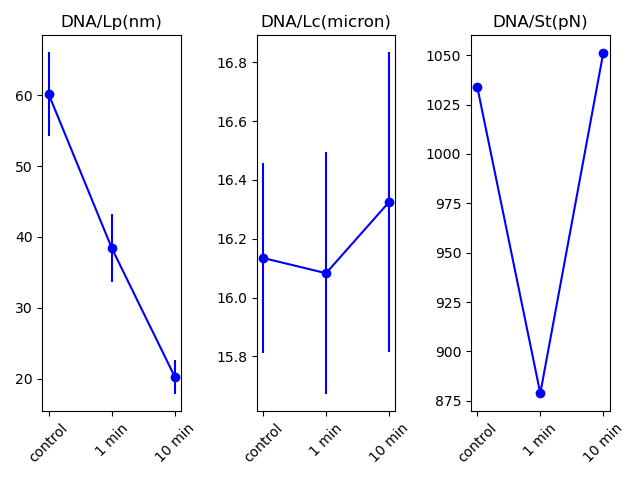 DNA/Lp(nm)
60
50
40
30
20
control
1 min
10 min
DNA/Lc(micron)
16.8
16.6
16.4
16.2
16.0
15.8
control
1 min
10 min
DNA/St(pN)
1050
1025
1000
975
950
925
900
875
control
1 min
10 min